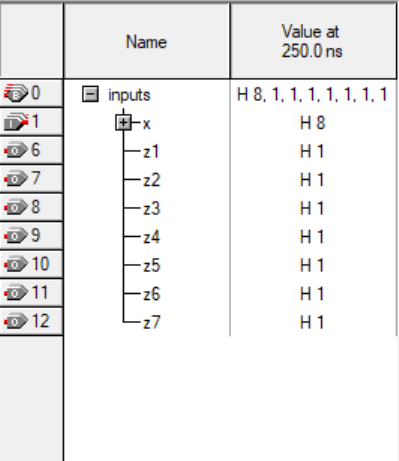 Name Value at
250.0 ns
0 inputs H 8, 1, 1, 1, 1, 1, 1, 1
1 x H 8
6 z1 H 1
7 z2 H 1
8 z3 H 1
9 z4 H 1
10 z5 H 1
11 z6 H 1
12 z7 H 1